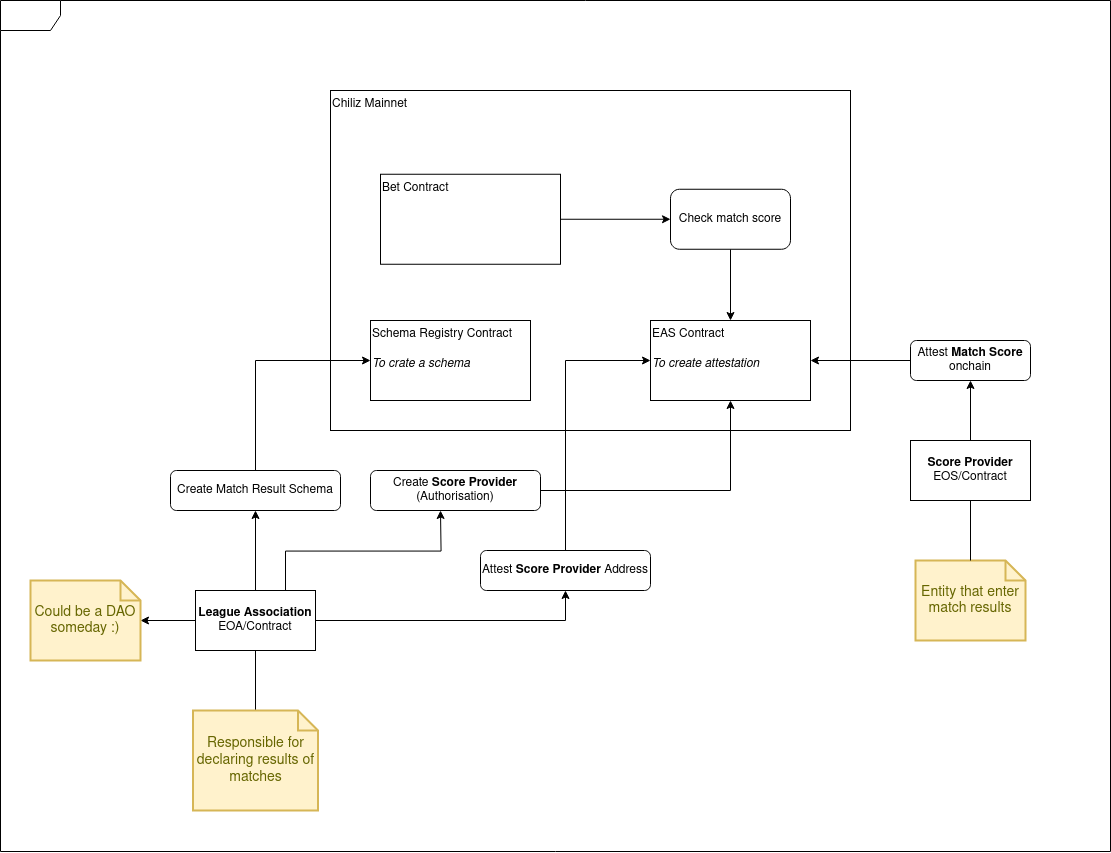 Chiliz Mainnet
Bet Contract
Check match score
Schema Registry Contract
To crate a schema
EAS Contract
To create attestation
Attest Match Score
onchain
Score Provider
EOS/Contract
Create Match Result Schema
Create Score Provider
(Authorisation)
Attest Score Provider Address
Could be a DAO
someday :)
League Association
EOA/Contract
Entity that enter
match results
Responsible for
declaring results of
matches